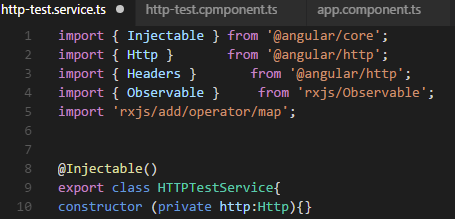 http-test.service.ts ● http-test.cpmponent.ts app.component.ts
1 import { Injectable } from '@angular/core';
2 import { Http } from '@angular/http';
3 import { Headers } from '@angular/http';
4 import { Observable } from 'rxjs/Observable';
5 import 'rxjs/add/operator/map';
6
7
8 @Injectable()
9 export class HTTPTestService{
10 constructor (private http:Http){}